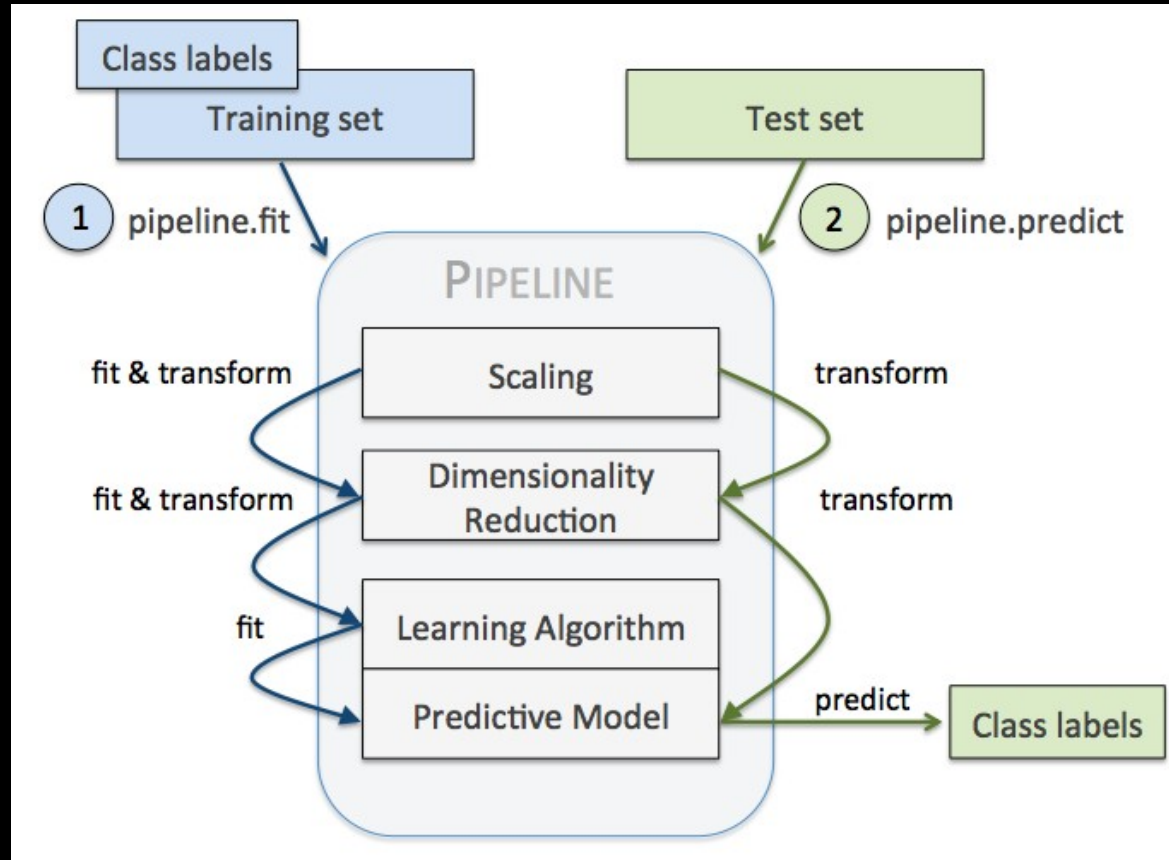 Class labels
Training set
Test set
1 pipeline.fit
2 pipeline.predict
PIPELINE
fit & transform
Scaling
transform
fit & transform
Dimensionality
Reduction
transform
fit
Learning Algorithm
Predictive Model
predict
Class labels